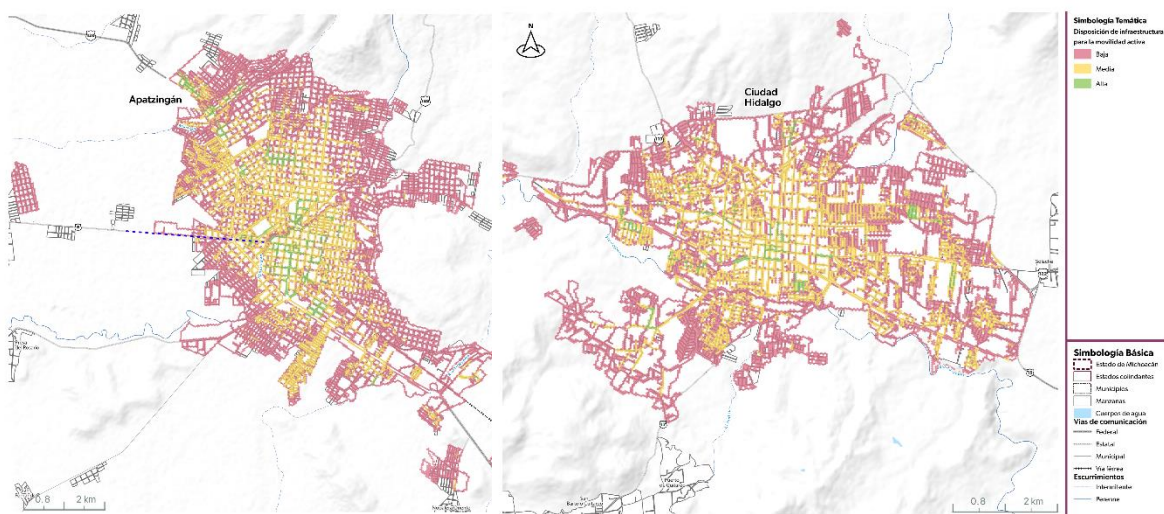 Apatzingán
0.8
2 km
N
Ciudad
Hidalgo
0.8
2 km
Simbología Temática
Disposición de infraestructura
para la movilidad activa
Baja
Media
Alta
Simbología Básica
Estado de Michoacán
Estados colindantes
Municipios
Manzanas
Cuerpos de agua
Vías de comunicación
Federal
Estatal
Municipal
Vía férrea
Escurrimientos
Intermitente
Perenne